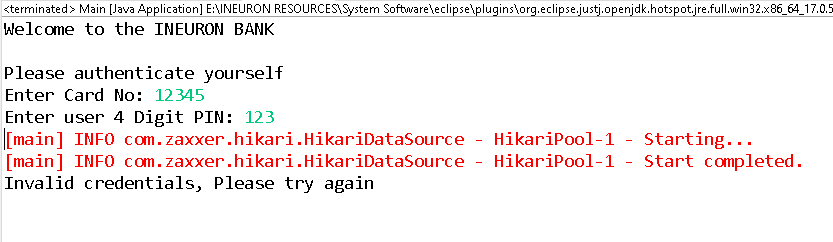 <terminated> Main [Java Application] E:\INEURON RESOURCES\System Software\eclipse\plugins\org.eclipse.justj.openjdk.hotspot.jre.full.win32.x86_64_17.0.5
Welcome to the INEURON BANK
Please authenticate yourself
Enter Card No: 12345
Enter user 4 Digit PIN: 123
[main] INFO com.zaxxer.hikari.HikariDataSource - HikariPool-1 - Starting...
[main] INFO com.zaxxer.hikari.HikariDataSource - HikariPool-1 - Start completed.
Invalid credentials, Please try again